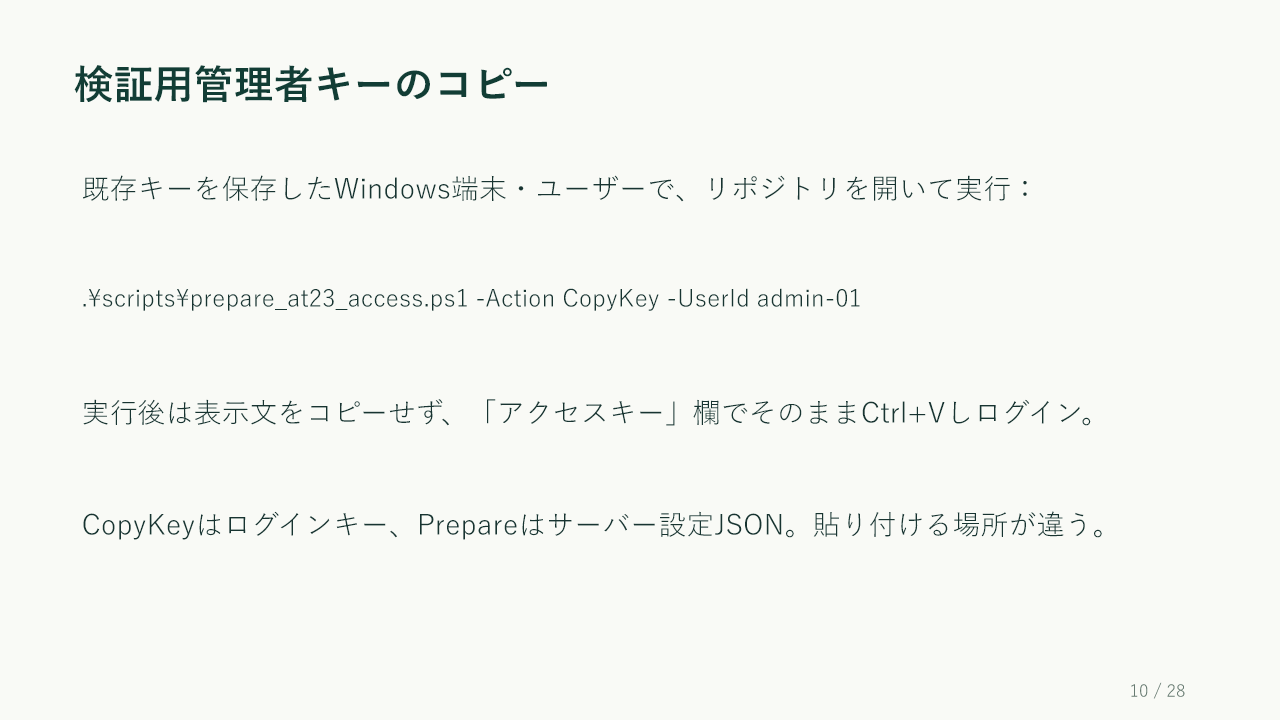 検証用管理者キーのコピー
既存キーを保存したWindows端末・ユーザーで、リポジトリを開いて実行：
.¥scripts¥prepare_at23_access.ps1 -Action CopyKey -UserId admin-01
実行後は表示文をコピーせず、「アクセスキー」欄でそのままCtrl+Vしログイン。
CopyKeyはログインキー、Prepareはサーバー設定JSON。貼り付ける場所が違う。
10 / 28